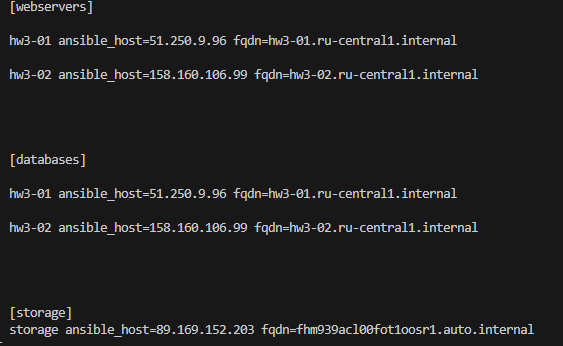 [webservers]
hw3-01 ansible_host=51.250.9.96 fqdn=hw3-01.ru-central1.internal
hw3-02 ansible_host=158.160.106.99 fqdn=hw3-02.ru-central1.internal
[databases]
hw3-01 ansible_host=51.250.9.96 fqdn=hw3-01.ru-central1.internal
hw3-02 ansible_host=158.160.106.99 fqdn=hw3-02.ru-central1.internal
[storage]
storage ansible_host=89.169.152.203 fqdn=fhm939acl00fot1oosr1.auto.internal